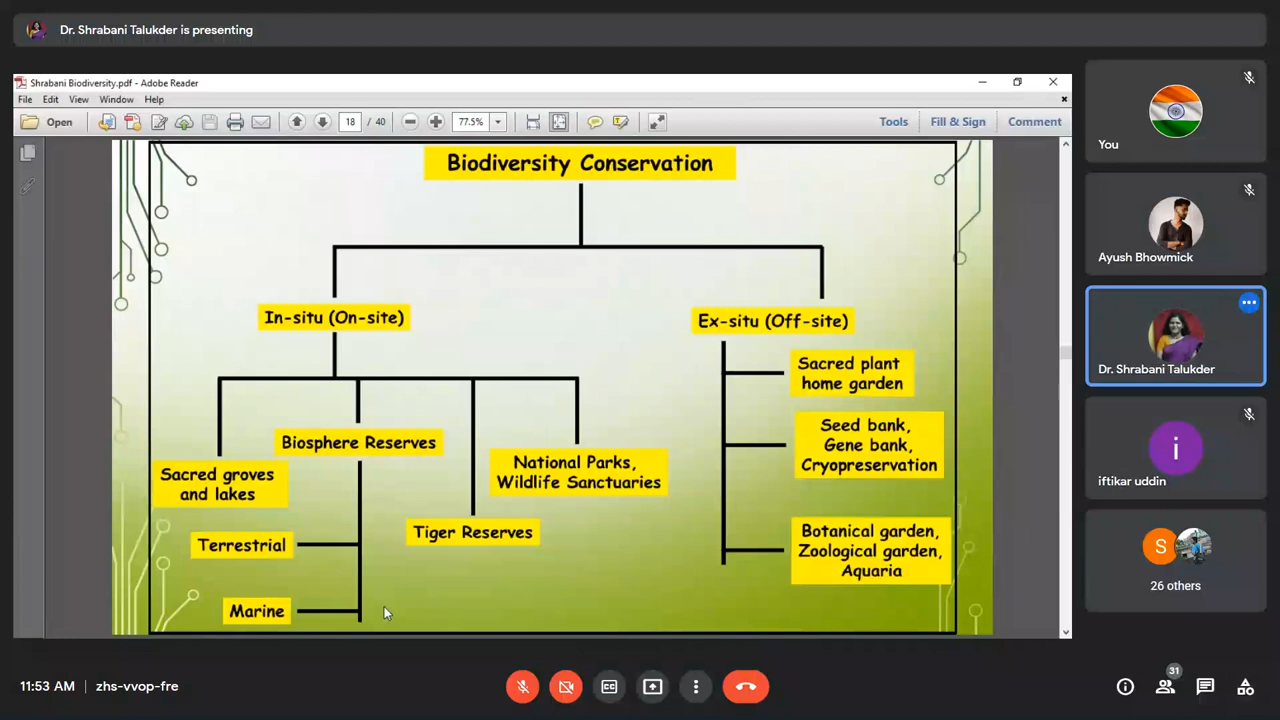 Dr. Shrabani Talukder is presenting
Shrabani Biodiversity.pdf - Adobe Reader
File Edit View Window Help
Open
18 / 40
77.5%
Tools Fill & Sign Comment
Biodiversity Conservation
In-situ (On-site)
Ex-situ (Off-site)
Sacred plant
home garden
Biosphere Reserves
Seed bank,
Gene bank,
Cryopreservation
Sacred groves
and lakes
National Parks,
Wildlife Sanctuaries
Tiger Reserves
Terrestrial
Botanical garden,
Zoological garden,
Aquaria
Marine
You
Ayush Bhowmick
Dr. Shrabani Talukder
i
iftikar uddin
S
26 others
11:53 AM | zhs-vvop-fre
CC
31